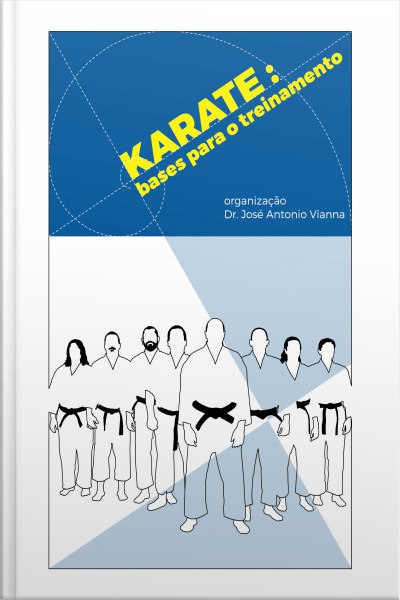 KARATE :
bases para o treinamento
organização
Dr. José Antonio Vianna